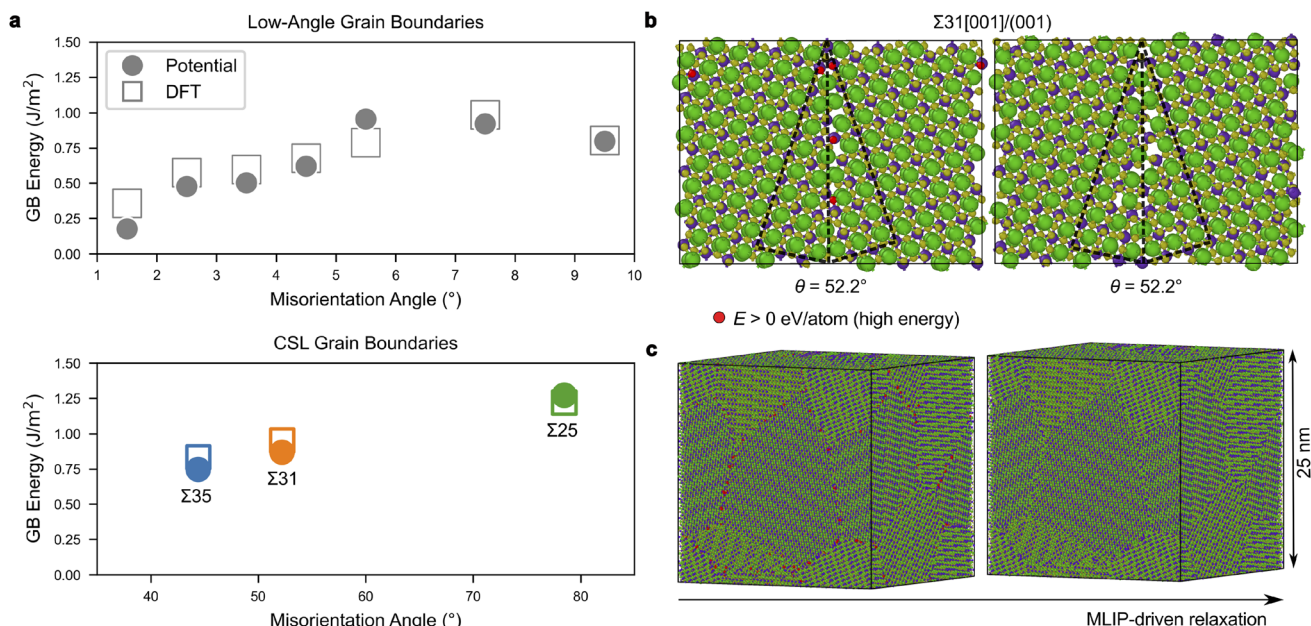 a
Low-Angle Grain Boundaries
1.50
1.25
1.00
0.75
0.50
0.25
0.00
GB Energy (J/m²)
Potential
DFT
1 2 3 4 5 6 7 8 9 10
Misorientation Angle (°)
CSL Grain Boundaries
1.50
1.25
1.00
0.75
0.50
0.25
0.00
GB Energy (J/m²)
Σ35
Σ31
Σ25
40 50 60 70 80
Misorientation Angle (°)
b
Σ31[001]/(001)
θ = 52.2°
θ = 52.2°
E > 0 eV/atom (high energy)
c
25 nm
MLIP-driven relaxation